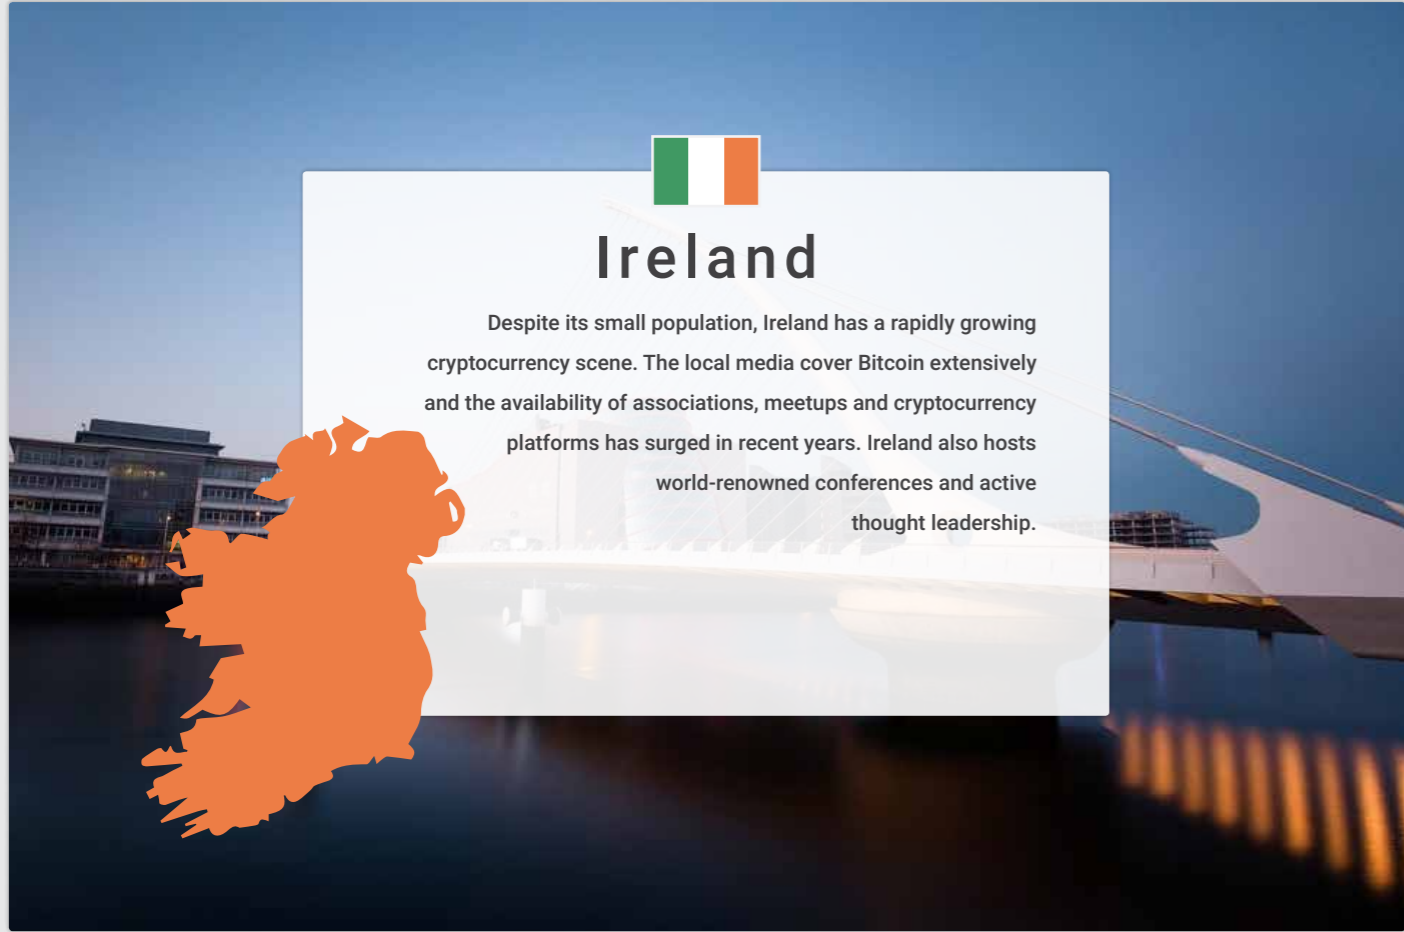 Ireland
Despite its small population, Ireland has a rapidly growing
cryptocurrency scene. The local media cover Bitcoin extensively
and the availability of associations, meetups and cryptocurrency
platforms has surged in recent years. Ireland also hosts
world-renowned conferences and active
thought leadership.